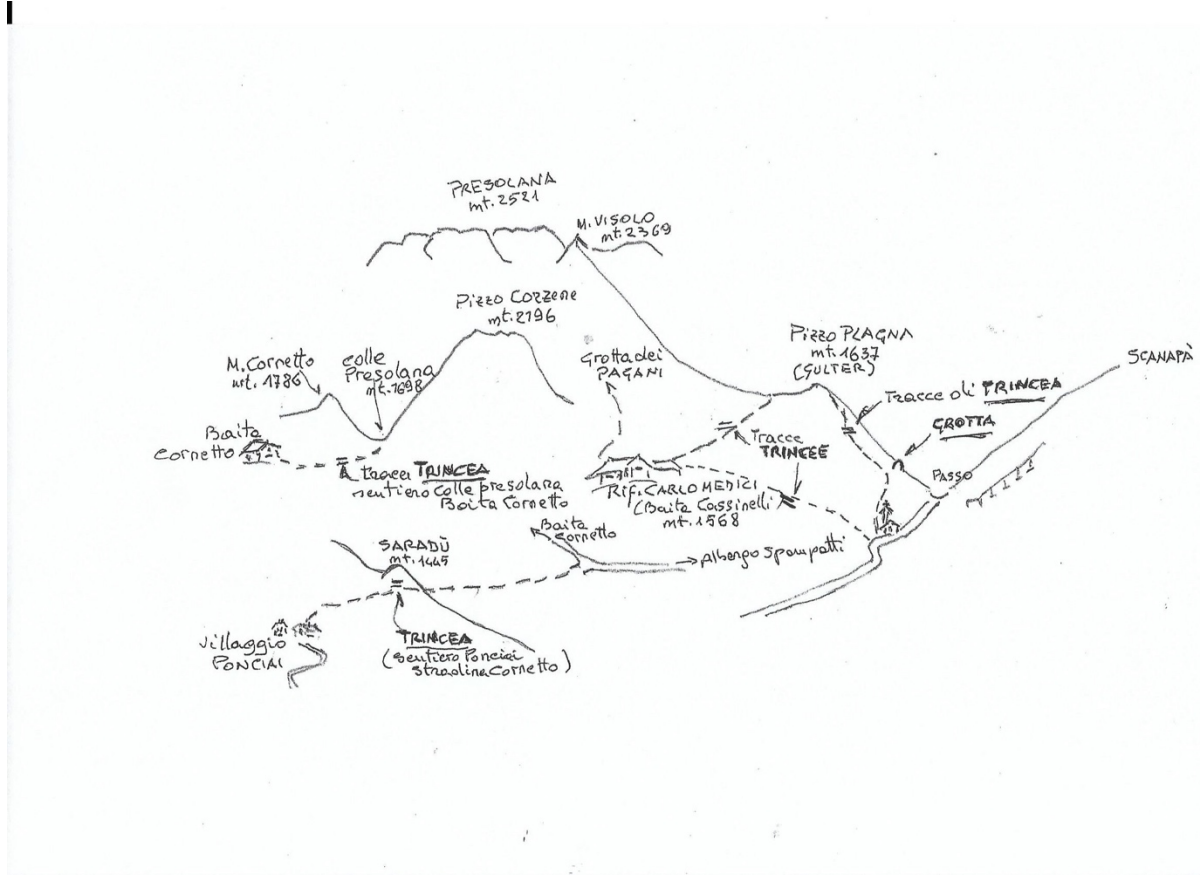 PRESOLANA
mt. 2521
M. VISOLO
mt. 2369
Pizzo Corzene
mt. 2196
M. Cornetto
mt. 1786
colle
Presolana
mt. 1698
Grotta dei
PAGANI
Pizzo PLAGNA
mt. 1637
(GULTER)
SCANAPÀ
Tracce di TRINCEA
GROTTA
PASSO
Baita
Cornetto
tracce TRINCEA
sentiero colle presolana
Baita Cornetto
Tracce
TRINCEE
Rif. CARLO MEDICI
(Baita Cassinelli)
mt. 1568
Baita
Cornetto
Albergo Spampatti
SARADÙ
mt. 1445
Villaggio
PONCIAI
TRINCEA
(sentiero Ponciai
stradina Cornetto)